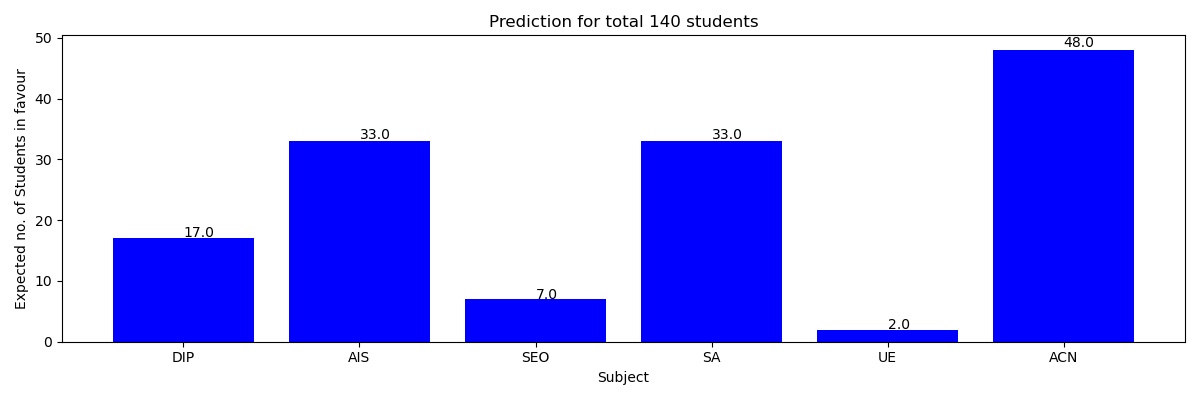 Prediction for total 140 students
Expected no. of Students in favour
50
40
30
20
10
0
17.0
33.0
7.0
33.0
2.0
48.0
DIP
AIS
SEO
SA
UE
ACN
Subject